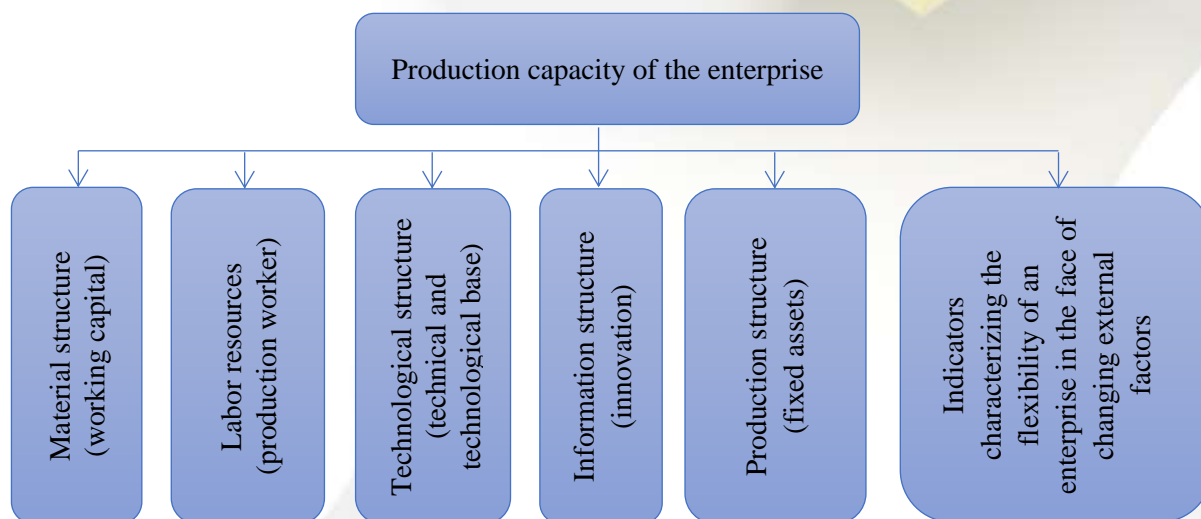 Production capacity of the enterprise
Material structure
(working capital)
Labor resources
(production worker)
Technological structure
(technical and
technological base)
Information structure
(innovation)
Production structure
(fixed assets)
Indicators
characterizing the
flexibility of an
enterprise in the face of
changing external
factors